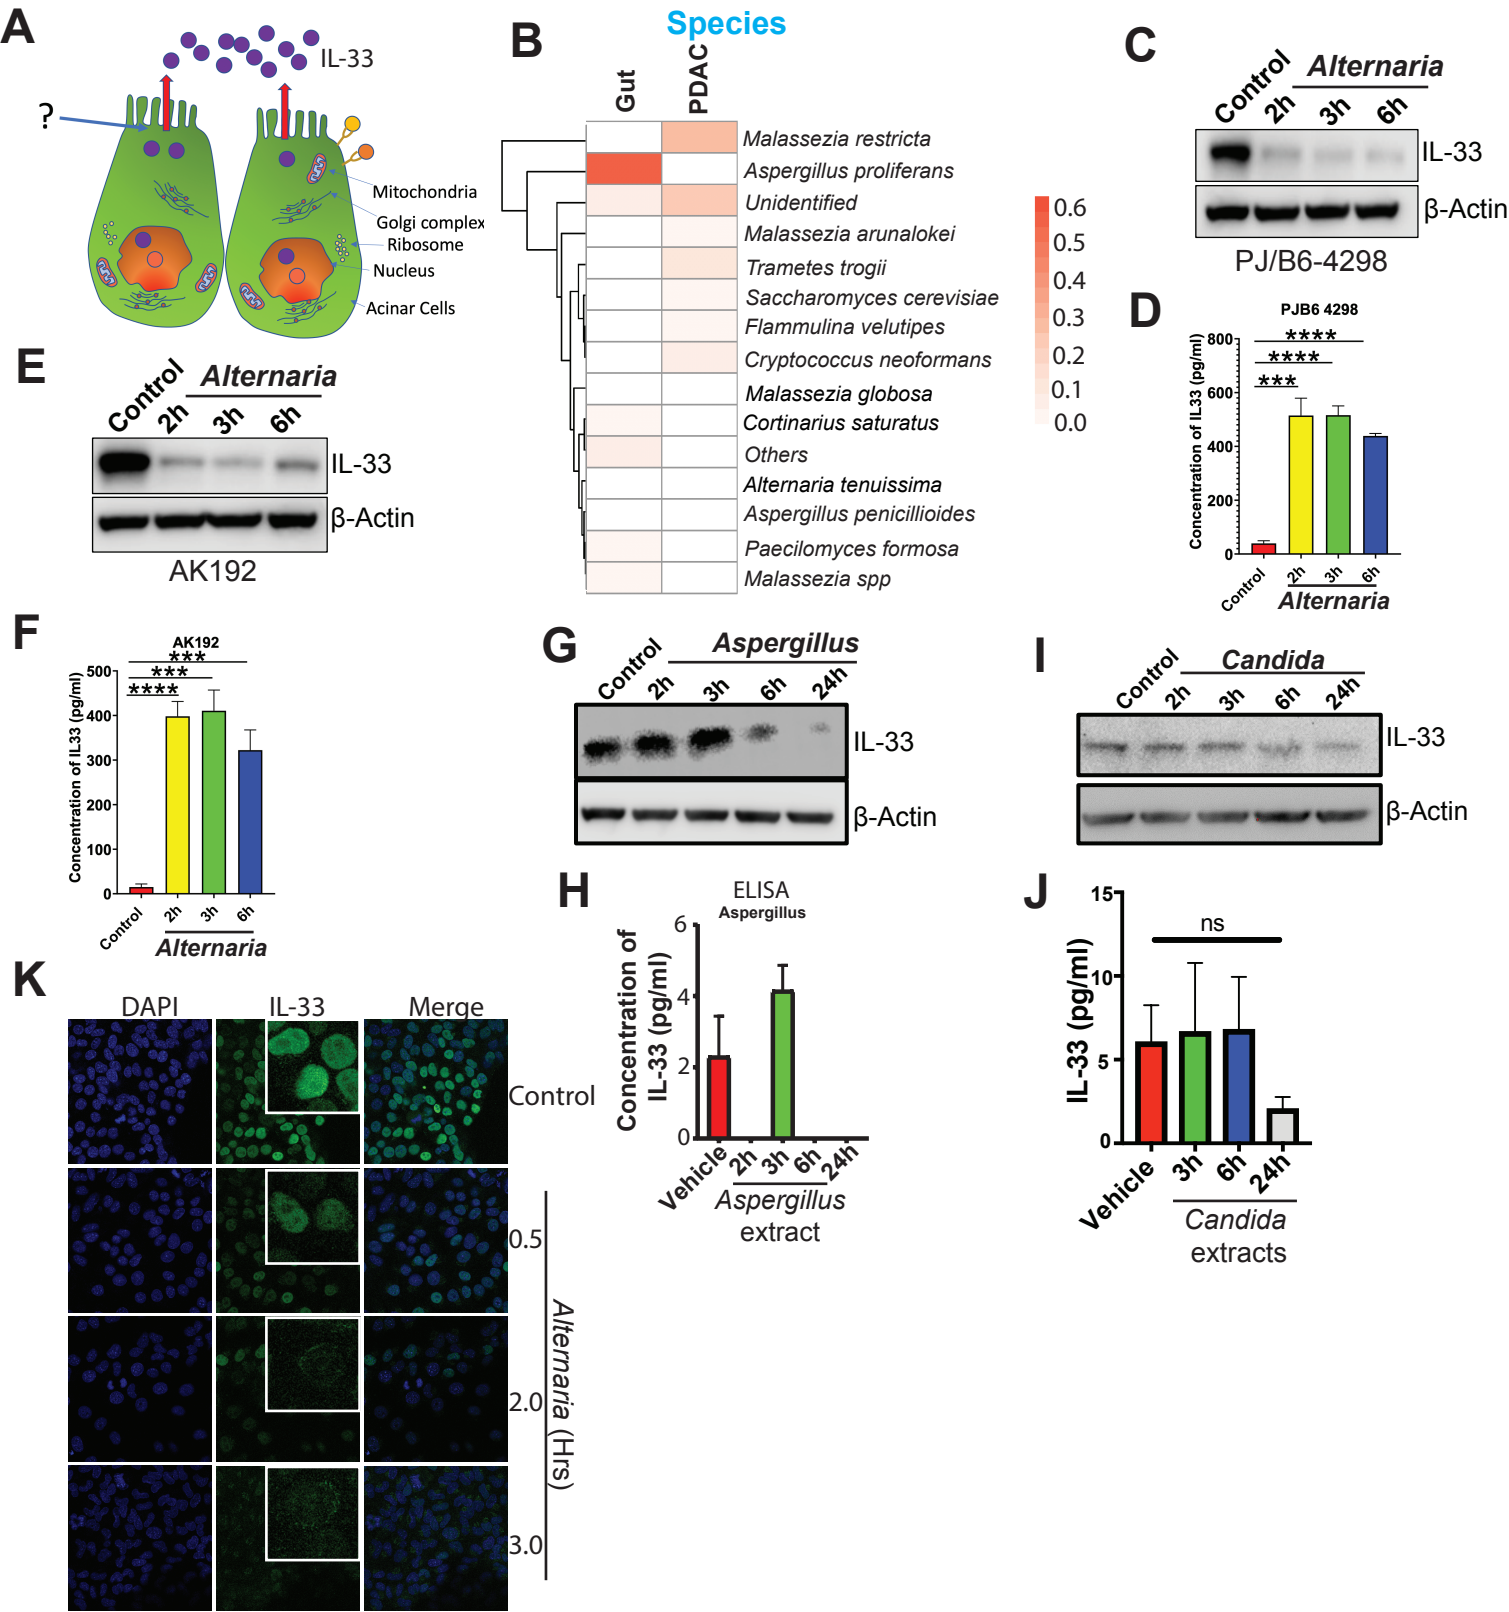 A
IL-33
?
Mitochondria
Golgi complex
Ribosome
Nucleus
Acinar Cells
B
Species
Gut
PDAC
Malassezia restricta
Aspergillus proliferans
Unidentified
Malassezia arunalokei
Trametes trogii
Saccharomyces cerevisiae
Flammulina velutipes
Cryptococcus neoformans
Malassezia globosa
Cortinarius saturatus
Others
Alternaria tenuissima
Aspergillus penicillioides
Paecilomyces formosa
Malassezia spp
0.6
0.5
0.4
0.3
0.2
0.1
0.0
C
Control
Alternaria
2h 3h 6h
IL-33
β-Actin
PJ/B6-4298
D
PJB6 4298
Concentration of IL33 (pg/ml)
800
600
400
200
0
****
****
***
Control
2h
3h
6h
Alternaria
E
Control
Alternaria
2h 3h 6h
IL-33
β-Actin
AK192
F
AK192
Concentration of IL33 (pg/ml)
500
400
300
200
100
0
***
***
****
Control
2h
3h
6h
Alternaria
G
Control
Aspergillus
2h 3h 6h 24h
IL-33
β-Actin
H
ELISA
Aspergillus
Concentration of
IL-33 (pg/ml)
6
4
2
0
Vehicle
2h
3h
6h
24h
Aspergillus
extract
I
Control
Candida
2h 3h 6h 24h
IL-33
β-Actin
J
IL-33 (pg/ml)
15
10
5
0
ns
Vehicle
3h
6h
24h
Candida
extracts
K
DAPI IL-33 Merge
Control
0.5
2.0
3.0
Alternaria (Hrs)